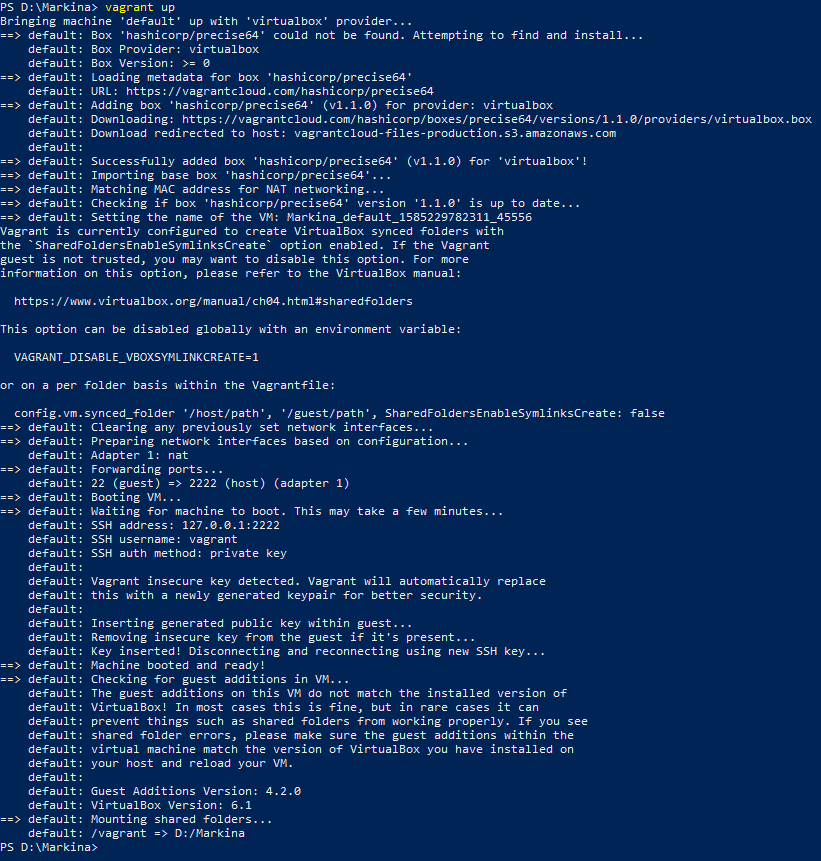 PS D:\Markina> vagrant up
Bringing machine 'default' up with 'virtualbox' provider...
==> default: Box 'hashicorp/precise64' could not be found. Attempting to find and install...
    default: Box Provider: virtualbox
    default: Box Version: >= 0
==> default: Loading metadata for box 'hashicorp/precise64'
    default: URL: https://vagrantcloud.com/hashicorp/precise64
==> default: Adding box 'hashicorp/precise64' (v1.1.0) for provider: virtualbox
    default: Downloading: https://vagrantcloud.com/hashicorp/boxes/precise64/versions/1.1.0/providers/virtualbox.box
    default: Download redirected to host: vagrantcloud-files-production.s3.amazonaws.com
    default:
==> default: Successfully added box 'hashicorp/precise64' (v1.1.0) for 'virtualbox'!
==> default: Importing base box 'hashicorp/precise64'...
==> default: Matching MAC address for NAT networking...
==> default: Checking if box 'hashicorp/precise64' version '1.1.0' is up to date...
==> default: Setting the name of the VM: Markina_default_1585229782311_45556
Vagrant is currently configured to create VirtualBox synced folders with
the `SharedFoldersEnableSymlinksCreate` option enabled. If the Vagrant
guest is not trusted, you may want to disable this option. For more
information on this option, please refer to the VirtualBox manual:

  https://www.virtualbox.org/manual/ch04.html#sharedfolders

This option can be disabled globally with an environment variable:

  VAGRANT_DISABLE_VBOXSYMLINKCREATE=1

or on a per folder basis within the Vagrantfile:

  config.vm.synced_folder '/host/path', '/guest/path', SharedFoldersEnableSymlinksCreate: false
==> default: Clearing any previously set network interfaces...
==> default: Preparing network interfaces based on configuration...
    default: Adapter 1: nat
==> default: Forwarding ports...
    default: 22 (guest) => 2222 (host) (adapter 1)
==> default: Booting VM...
==> default: Waiting for machine to boot. This may take a few minutes...
    default: SSH address: 127.0.0.1:2222
    default: SSH username: vagrant
    default: SSH auth method: private key
    default:
    default: Vagrant insecure key detected. Vagrant will automatically replace
    default: this with a newly generated keypair for better security.
    default:
    default: Inserting generated public key within guest...
    default: Removing insecure key from the guest if it's present...
    default: Key inserted! Disconnecting and reconnecting using new SSH key...
==> default: Machine booted and ready!
==> default: Checking for guest additions in VM...
    default: The guest additions on this VM do not match the installed version of
    default: VirtualBox! In most cases this is fine, but in rare cases it can
    default: prevent things such as shared folders from working properly. If you see
    default: shared folder errors, please make sure the guest additions within the
    default: virtual machine match the version of VirtualBox you have installed on
    default: your host and reload your VM.
    default:
    default: Guest Additions Version: 4.2.0
    default: VirtualBox Version: 6.1
==> default: Mounting shared folders...
    default: /vagrant => D:/Markina
PS D:\Markina>